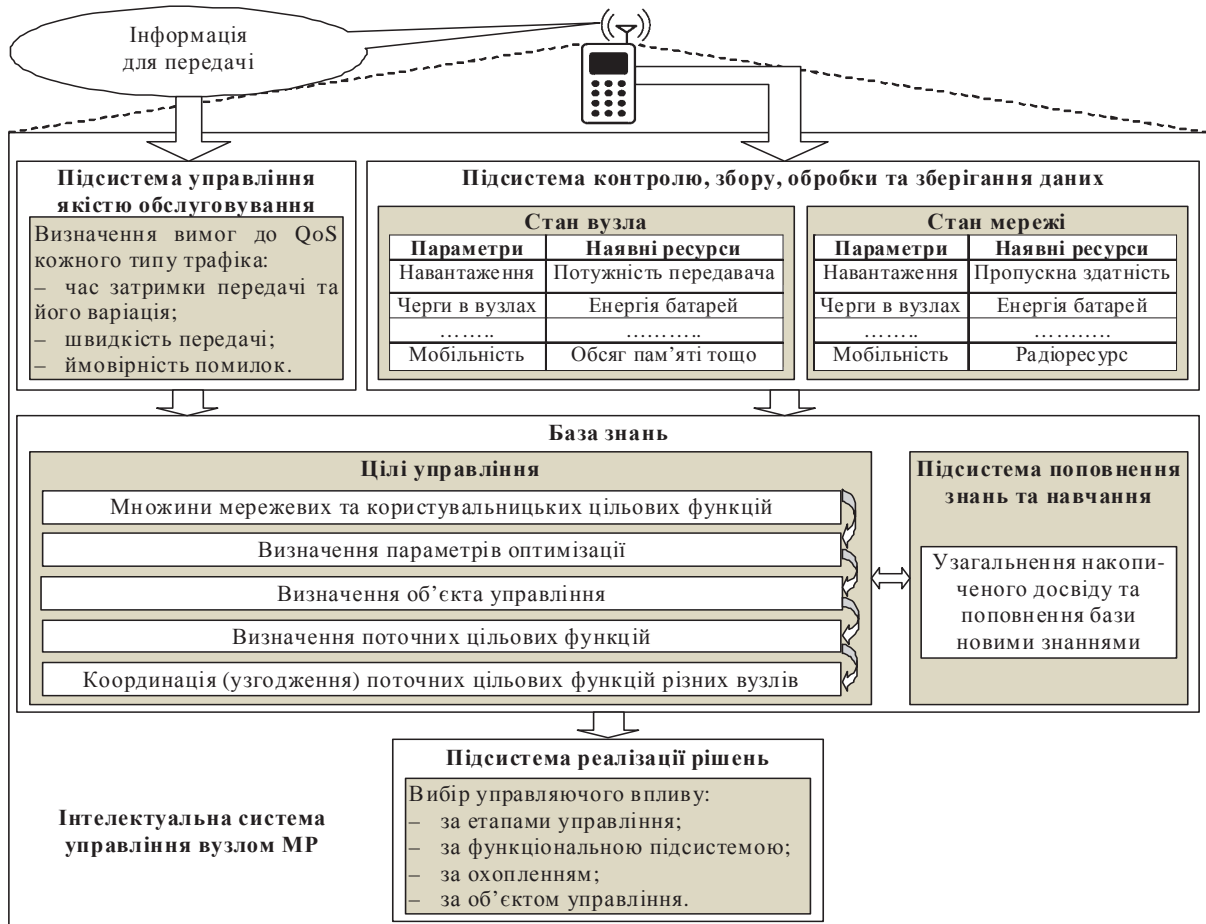 Інформація
для передачі
Підсистема управління
якістю обслуговування
Визначення вимог до QoS
кожного типу трафіка:
– час затримки передачі та
його варіація;
– швидкість передачі;
– ймовірність помилок.
Підсистема контролю, збору, обробки та зберігання даних
Стан вузла
Параметри Наявні ресурси
Навантаження Потужність передавача
Черги в вузлах Енергія батарей
…….. ………..
Мобільність Обсяг пам’яті тощо
Стан мережі
Параметри Наявні ресурси
Навантаження Пропускна здатність
Черги в вузлах Енергія батарей
…….. ………..
Мобільність Радіоресурс
База знань
Цілі управління
Множини мережевих та користувальницьких цільових функцій
Визначення параметрів оптимізації
Визначення об’єкта управління
Визначення поточних цільових функцій
Координація (узгодження) поточних цільових функцій різних вузлів
Підсистема поповнення
знань та навчання
Узагальнення накопи-
ченого досвіду та
поповнення бази
новими знаннями
Підсистема реалізації рішень
Вибір управляючого впливу:
– за етапами управління;
– за функціональною підсистемою;
– за охопленням;
– за об’єктом управління.
Інтелектуальна система
управління вузлом МР